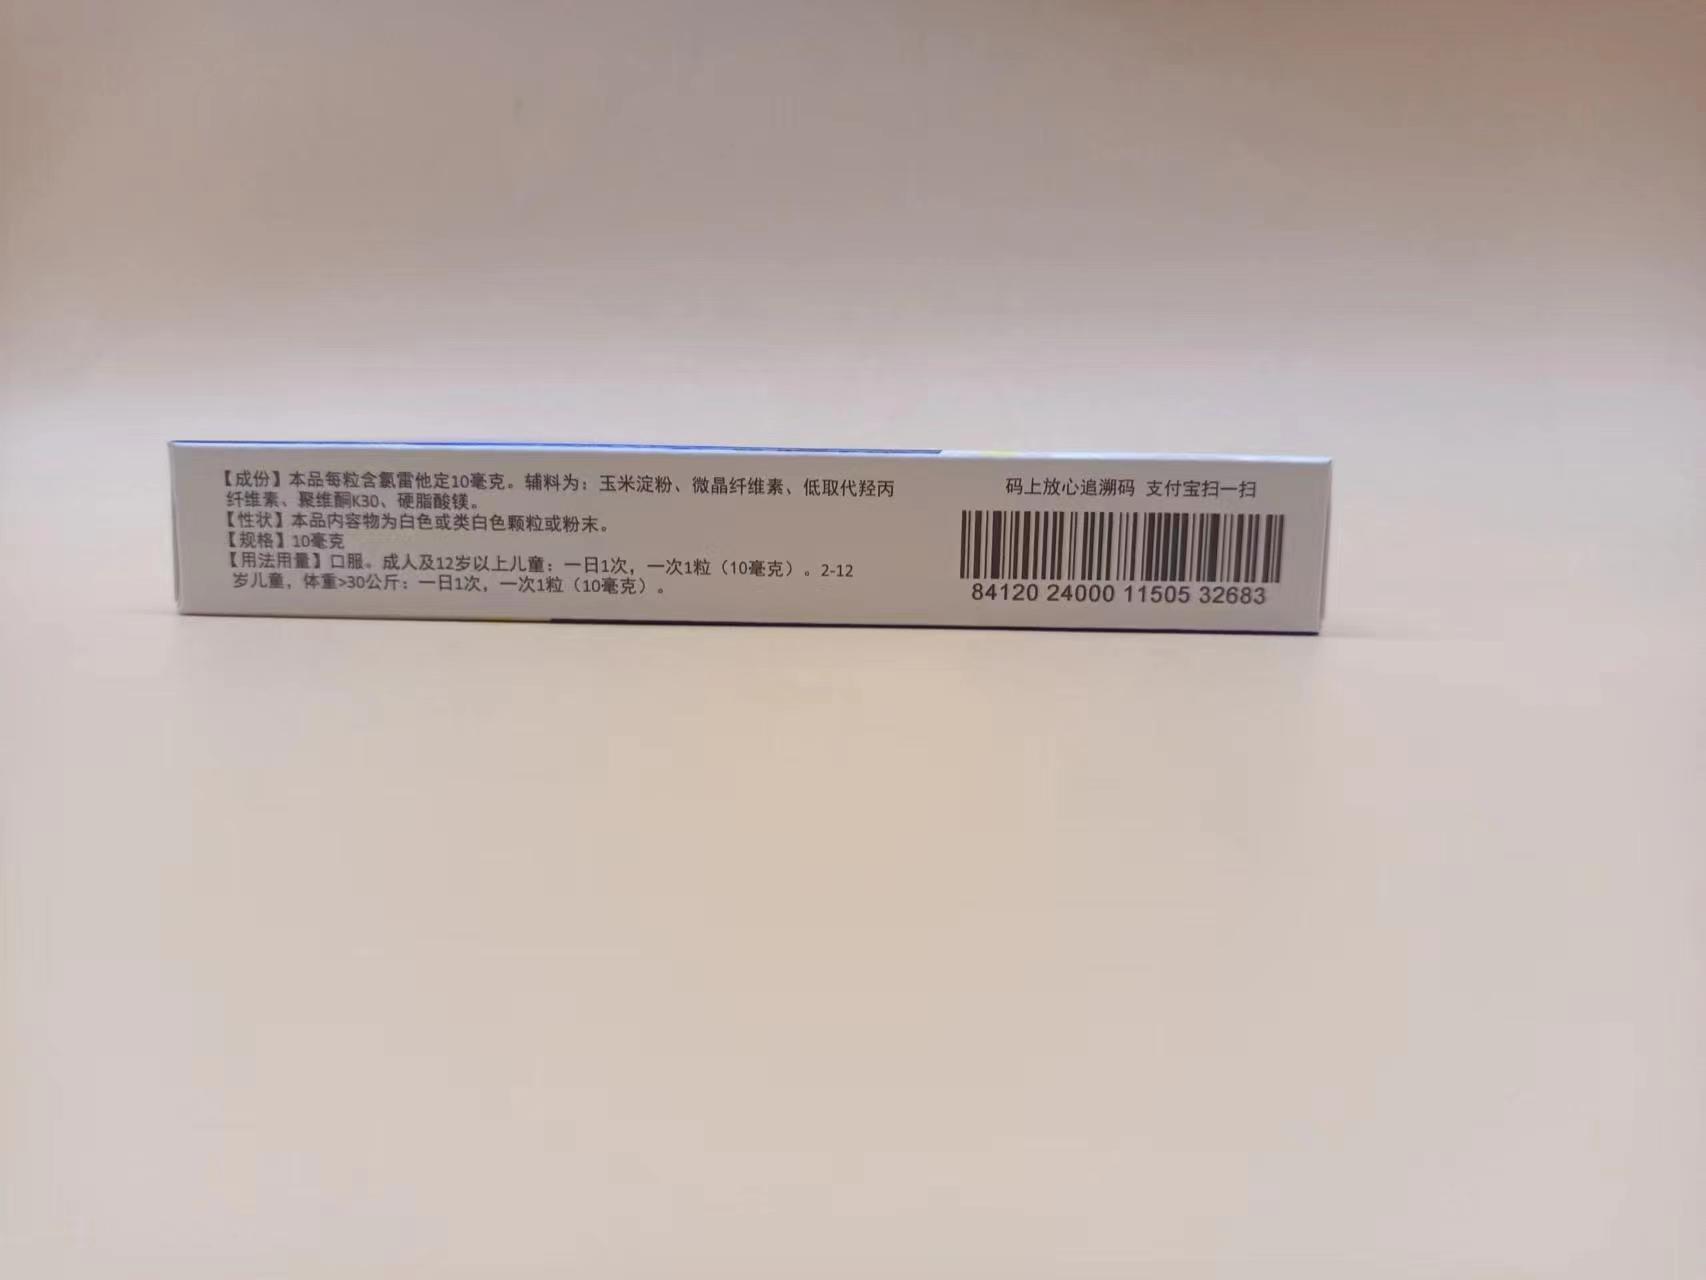 【成份】本品每粒含氯雷他定10毫克。辅料为：玉米淀粉、微晶纤维素、低取代羟丙
纤维素、聚维酮K30、硬脂酸镁。
【性状】本品内容物为白色或类白色颗粒或粉末。
【规格】10毫克
【用法用量】口服。成人及12岁以上儿童：一日1次，一次1粒（10毫克）。2-12
岁儿童，体重>30公斤：一日1次，一次1粒（10毫克）。
码上放心追溯码 支付宝扫一扫
84120 24000 11505 32683